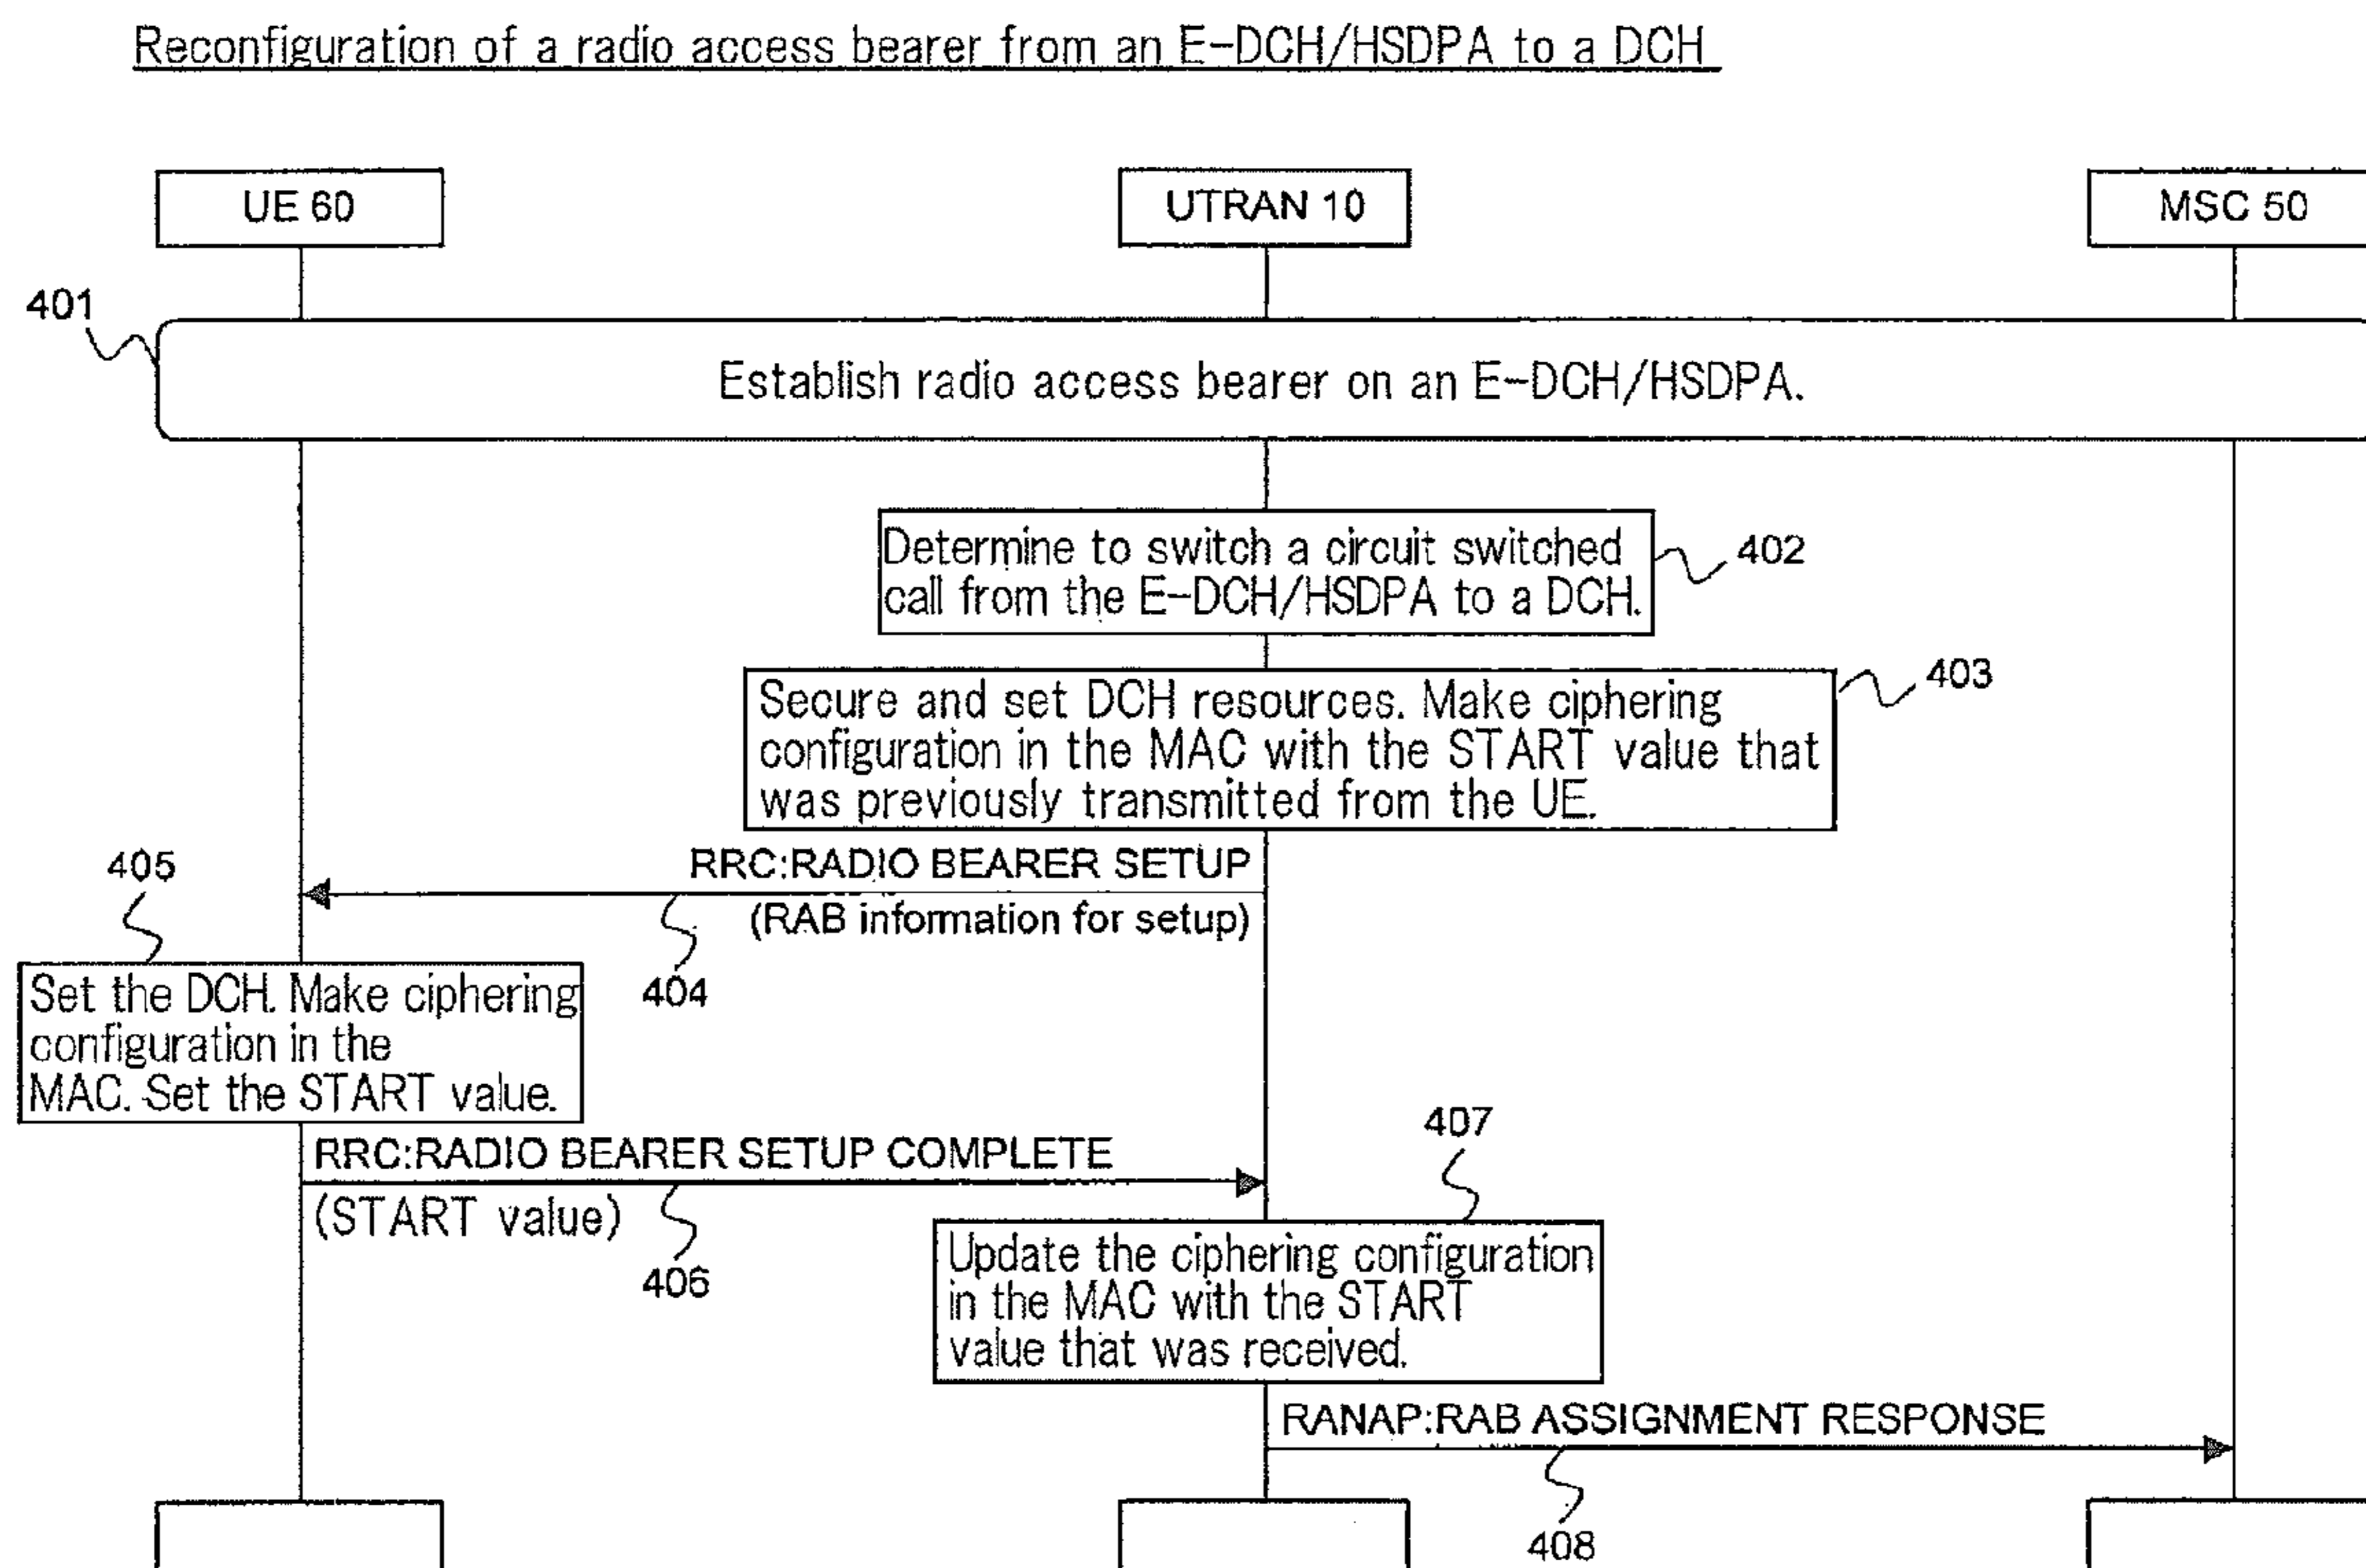 Reconfiguration of a radio access bearer from an E-DCH/HSDPA to a DCH
UE 60
UTRAN 10
MSC 50
401
Establish radio access bearer on an E-DCH/HSDPA.
Determine to switch a circuit switched
call from the E-DCH/HSDPA to a DCH.
402
Secure and set DCH resources. Make ciphering
configuration in the MAC with the START value that
was previously transmitted from the UE.
403
RRC:RADIO BEARER SETUP
(RAB information for setup)
404
405
Set the DCH. Make ciphering
configuration in the
MAC. Set the START value.
RRC:RADIO BEARER SETUP COMPLETE
(START value)
406
407
Update the ciphering configuration
in the MAC with the START
value that was received.
RANAP:RAB ASSIGNMENT RESPONSE
408